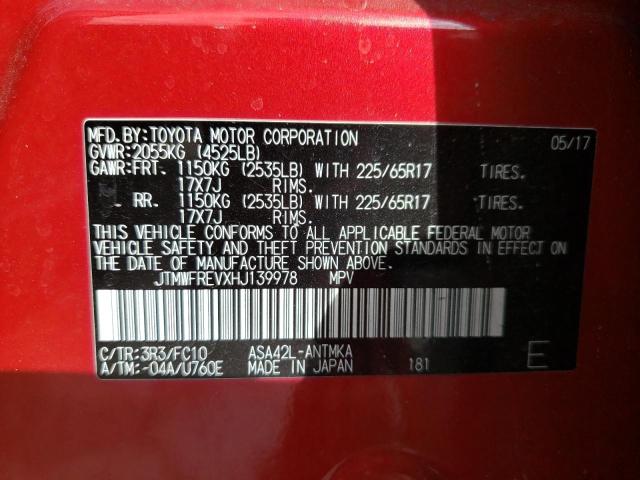 MFD.BY:TOYOTA MOTOR CORPORATION 05/17
GVWR:2055KG (4525LB)
GAWR:FRT. 1150KG (2535LB) WITH 225/65R17 TIRES.
17X7J RIMS.
RR. 1150KG (2535LB) WITH 225/65R17 TIRES.
17X7J RIMS.
THIS VEHICLE CONFORMS TO ALL APPLICABLE FEDERAL MOTOR
VEHICLE SAFETY AND THEFT PREVENTION STANDARDS IN EFFECT ON
THE DATE OF MANUFACTURE SHOWN ABOVE.
JTMWFREVXHJ139978 MPV
C/TR:3R3/FC10 ASA42L-ANTMKA
A/TM:-04A/U760E MADE IN JAPAN 181 E